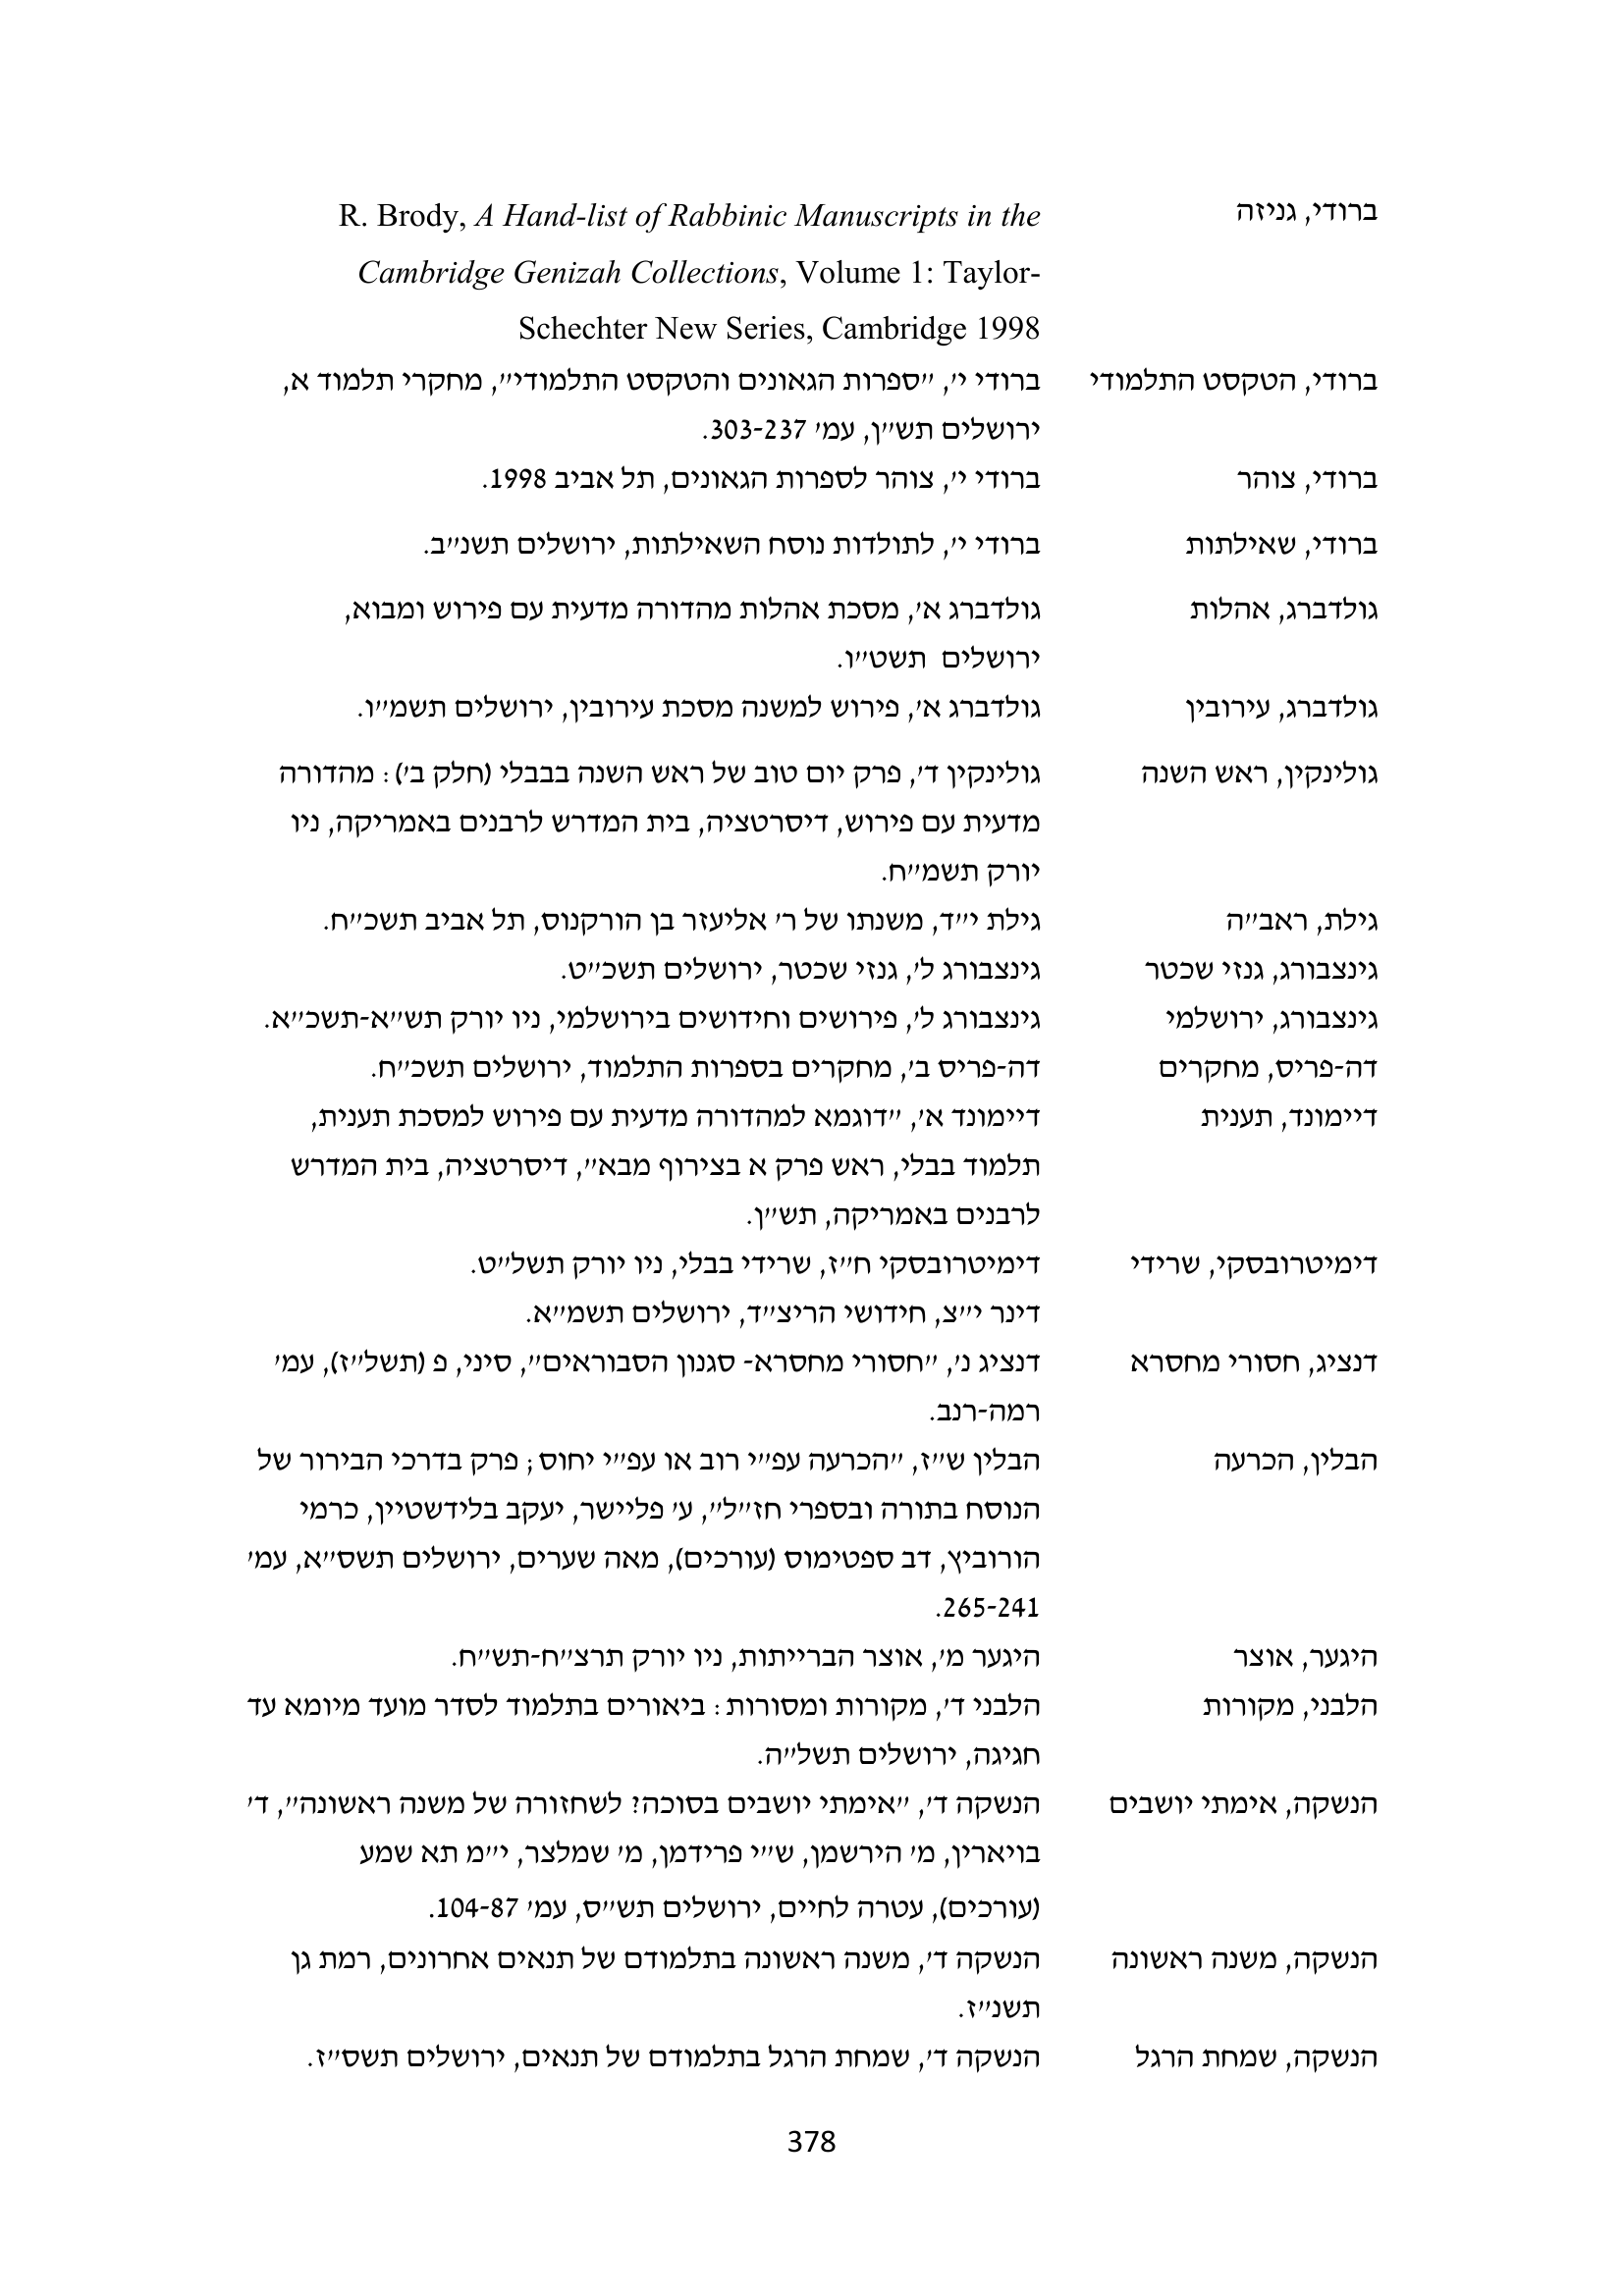 ברודי, גניזה R. Brody, A Hand-list of Rabbinic Manuscripts in the
Cambridge Genizah Collections, Volume 1: Taylor-
Schechter New Series, Cambridge 1998
ברודי, הטקסט התלמודי ברודי י', "ספרות הגאונים והטקסט התלמודי", מחקרי תלמוד א,
ירושלים תש"ן, עמ' 303-237.
ברודי, צוהר ברודי י', צוהר לספרות הגאונים, תל אביב 1998.
ברודי, שאילתות ברודי י', לתולדות נוסח השאילתות, ירושלים תשנ"ב.
גולדברג, אהלות גולדברג א', מסכת אהלות מהדורה מדעית עם פירוש ומבוא,
ירושלים תשט"ו.
גולדברג, עירובין גולדברג א', פירוש למשנה מסכת עירובין, ירושלים תשמ"ו.
גולינקין, ראש השנה גולינקין ד', פרק יום טוב של ראש השנה בבבלי (חלק ב'): מהדורה
מדעית עם פירוש, דיסרטציה, בית המדרש לרבנים באמריקה, ניו
יורק תשמ"ח.
גילת, ראב"ה גילת י"ד, משנתו של ר' אליעזר בן הורקנוס, תל אביב תשכ"ח.
גינצבורג, גנזי שכטר גינצבורג ל', גנזי שכטר, ירושלים תשכ"ט.
גינצבורג, ירושלמי גינצבורג ל', פירושים וחידושים בירושלמי, ניו יורק תש"א-תשכ"א.
דה-פריס, מחקרים דה-פריס ב', מחקרים בספרות התלמוד, ירושלים תשכ"ח.
דיימונד, תענית דיימונד א', "דוגמא למהדורה מדעית עם פירוש למסכת תענית,
תלמוד בבלי, ראש פרק א בצירוף מבא", דיסרטציה, בית המדרש
לרבנים באמריקה, תש"ן.
דימיטרובסקי, שרידי דימיטרובסקי ח"ז, שרידי בבלי, ניו יורק תשל"ט.
דינר י"צ, חידושי הריצ"ד, ירושלים תשמ"א.
דנציג, חסורי מחסרא דנציג נ', "חסורי מחסרא- סגנון הסבוראים", סיני, פ (תשל"ז), עמ'
רמה-רנב.
הבלין, הכרעה הבלין ש"ז, "הכרעה עפ"י רוב או עפ"י יחוס; פרק בדרכי הבירור של
הנוסח בתורה ובספרי חז"ל", ע' פליישר, יעקב בלידשטיין, כרמי
הורוביץ, דב ספטימוס (עורכים), מאה שערים, ירושלים תשס"א, עמ'
265-241.
היגער, אוצר היגער מ', אוצר הברייתות, ניו יורק תרצ"ח-תש"ח.
הלבני, מקורות הלבני ד', מקורות ומסורות: ביאורים בתלמוד לסדר מועד מיומא עד
חגיגה, ירושלים תשל"ה.
הנשקה, אימתי יושבים הנשקה ד', "אימתי יושבים בסוכה? לשחזורה של משנה ראשונה", ד'
בויארין, מ' הירשמן, ש"י פרידמן, מ' שמלצר, י"מ תא שמע
(עורכים), עטרה לחיים, ירושלים תש"ס, עמ' 104-87.
הנשקה, משנה ראשונה הנשקה ד', משנה ראשונה בתלמודם של תנאים אחרונים, רמת גן
תשנ"ז.
הנשקה, שמחת הרגל הנשקה ד', שמחת הרגל בתלמודם של תנאים, ירושלים תשס"ז.
378